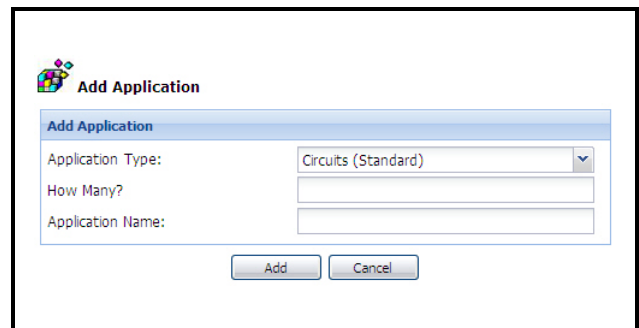 Add Application
Add Application
Application Type: Circuits (Standard)
How Many?
Application Name:
Add Cancel